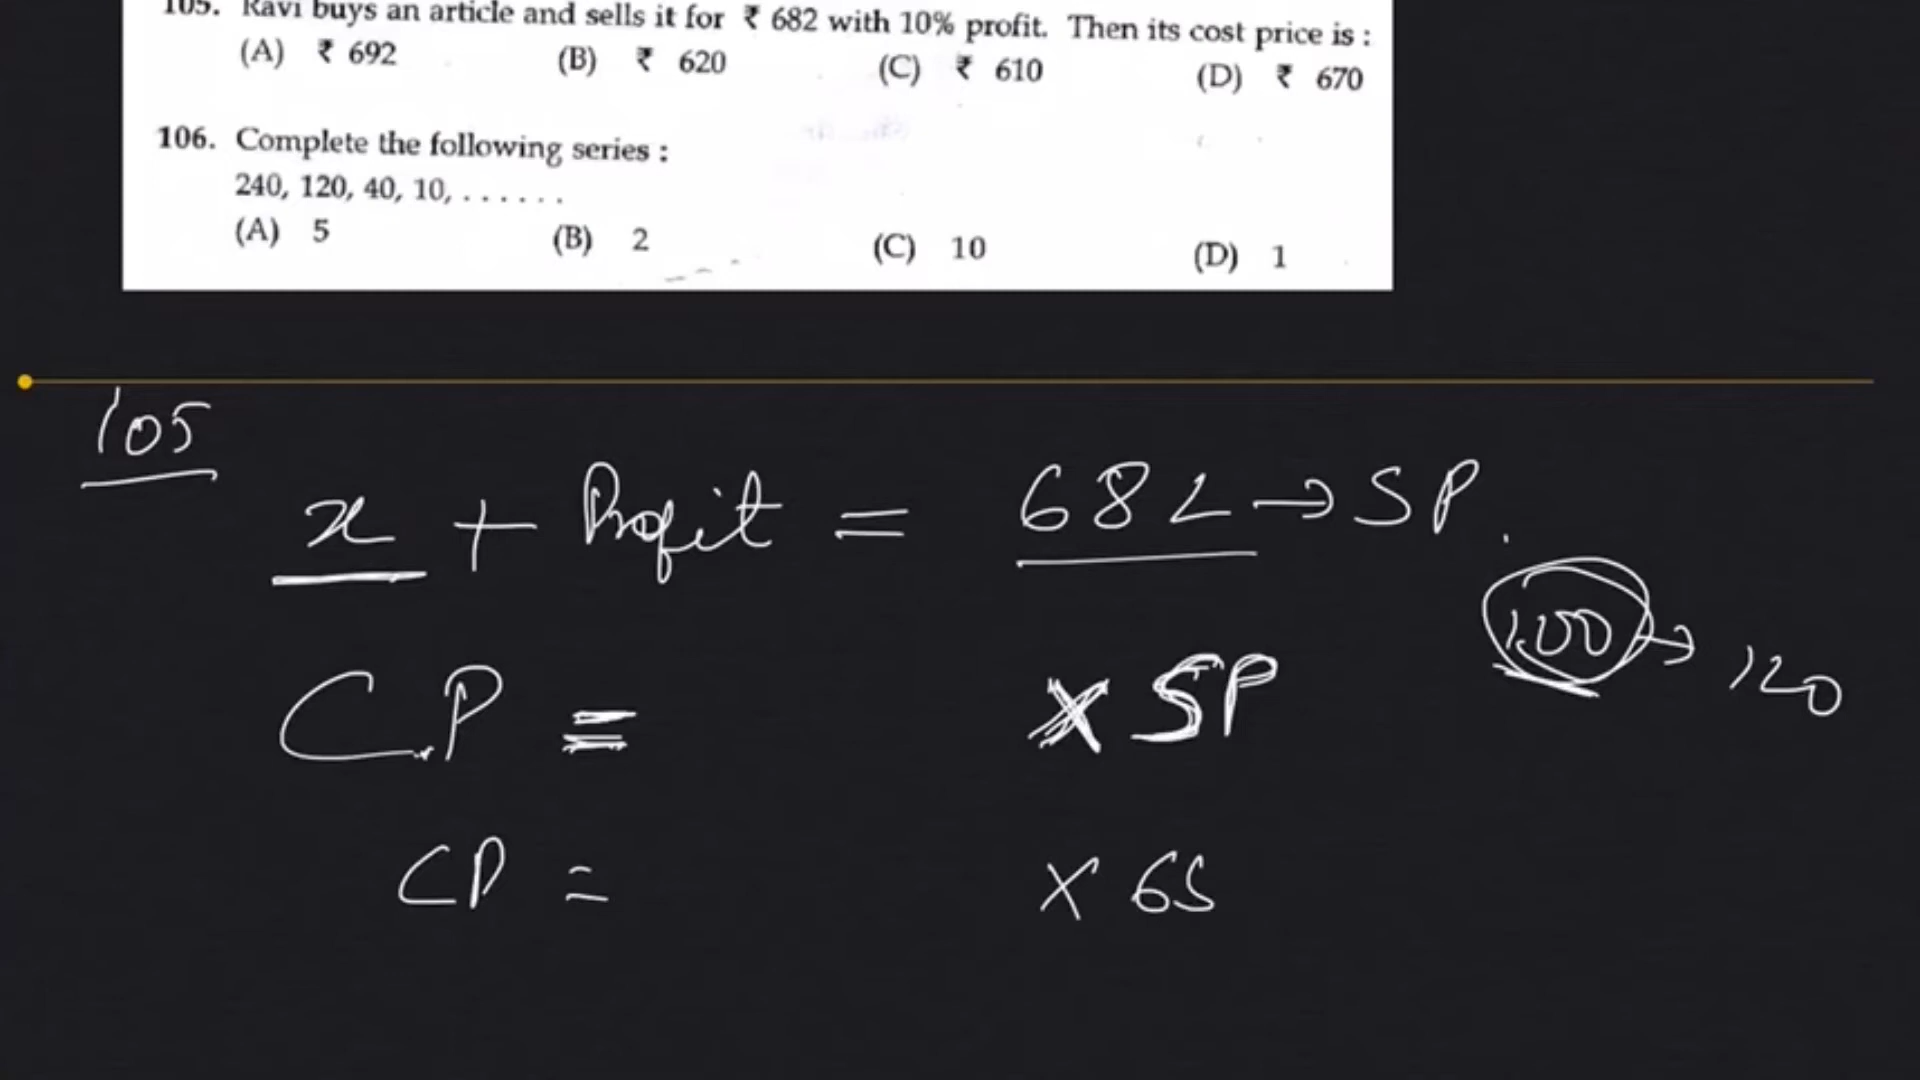 105. Ravi buys an article and sells it for ₹ 682 with 10% profit. Then its cost price is :
(A) ₹ 692 (B) ₹ 620 (C) ₹ 610 (D) ₹ 670
106. Complete the following series :
240, 120, 40, 10, . . . . . .
(A) 5 (B) 2 (C) 10 (D) 1
105
x + Profit = 682 → SP.
100 → 120
C.P = × SP
CP = × 6S